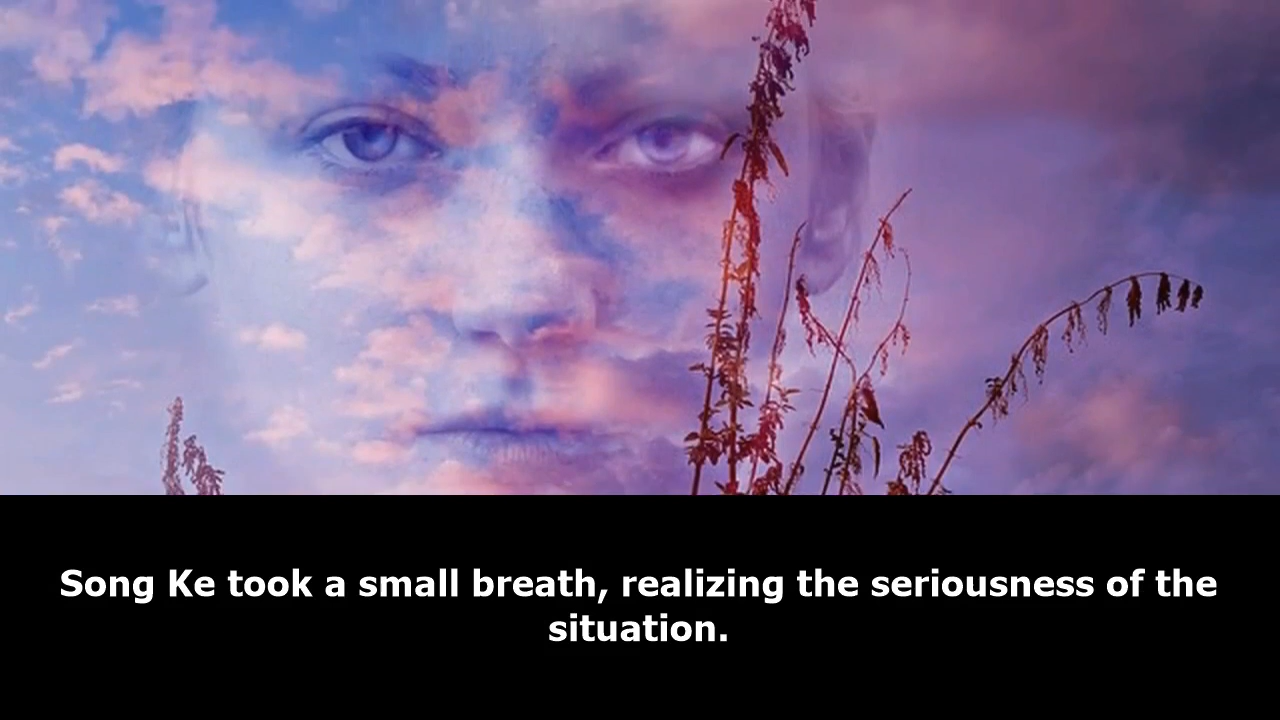 Song Ke took a small breath, realizing the seriousness of the
situation.